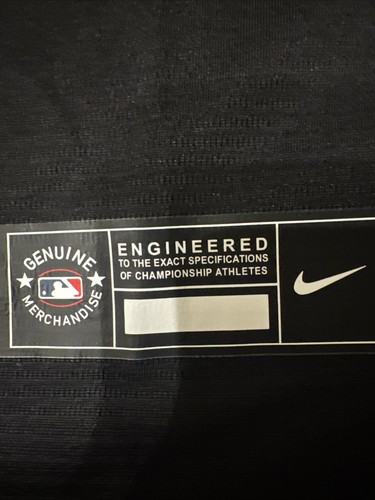 GENUINE
MERCHANDISE
ENGINEERED
TO THE EXACT SPECIFICATIONS
OF CHAMPIONSHIP ATHLETES